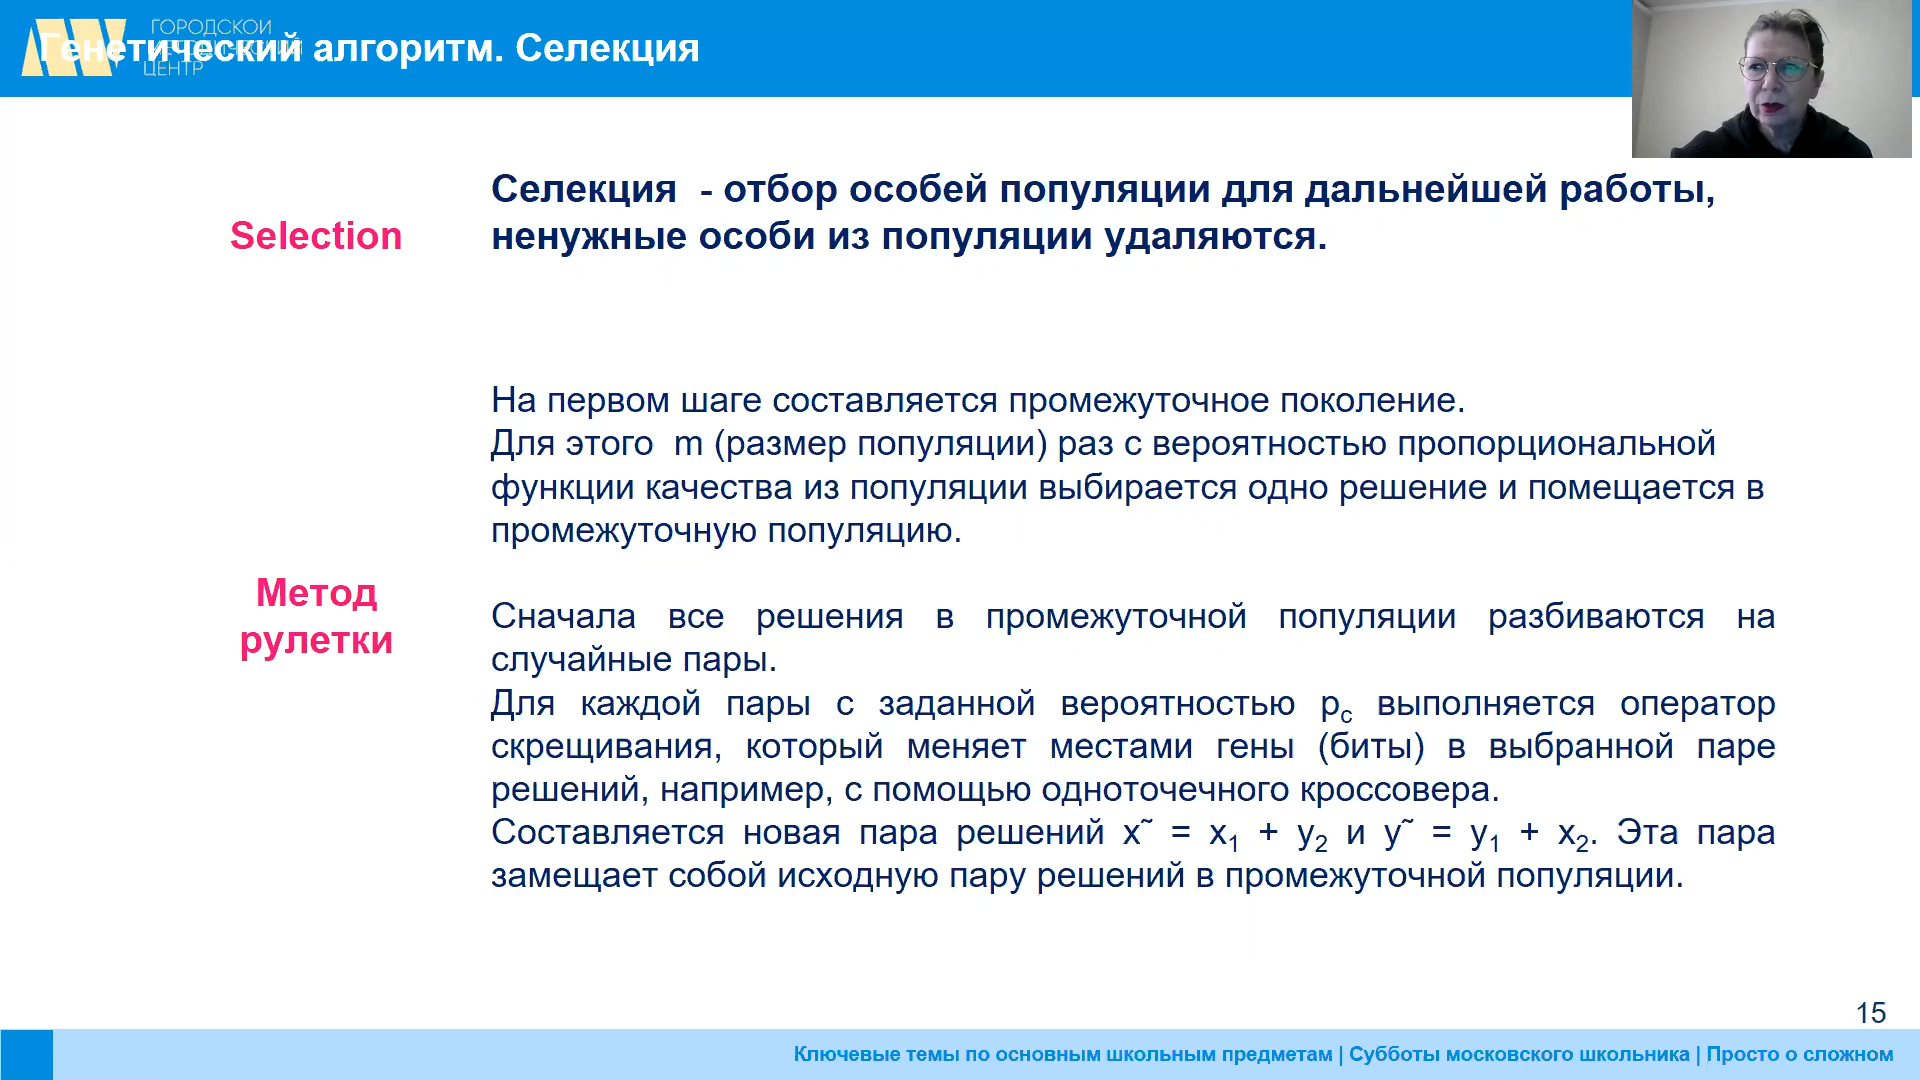 ГОРОДСКОЙ
ЦЕНТР
Генетический алгоритм. Селекция
Selection
Селекция - отбор особей популяции для дальнейшей работы,
ненужные особи из популяции удаляются.
На первом шаге составляется промежуточное поколение.
Для этого m (размер популяции) раз с вероятностью пропорциональной
функции качества из популяции выбирается одно решение и помещается в
промежуточную популяцию.
Метод
рулетки
Сначала все решения в промежуточной популяции разбиваются на
случайные пары.
Для каждой пары с заданной вероятностью p꜀ выполняется оператор
скрещивания, который меняет местами гены (биты) в выбранной паре
решений, например, с помощью одноточечного кроссовера.
Составляется новая пара решений x˜ = x₁ + y₂ и y˜ = y₁ + x₂. Эта пара
замещает собой исходную пару решений в промежуточной популяции.
15
Ключевые темы по основным школьным предметам | Субботы московского школьника | Просто о сложном